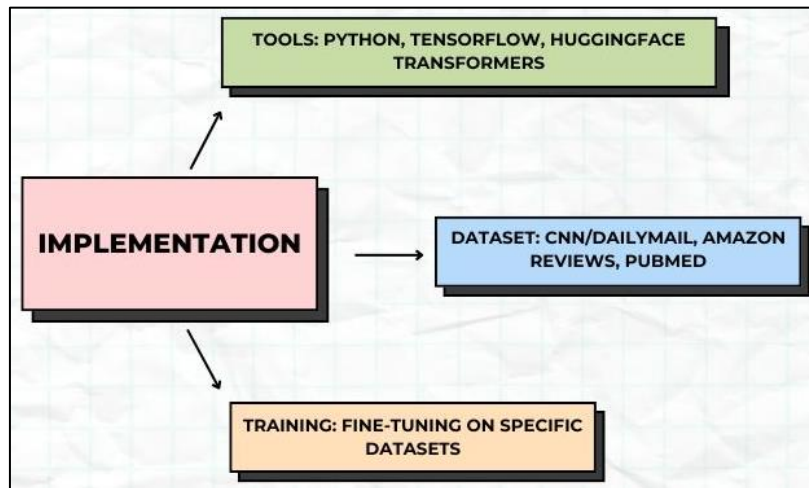 TOOLS: PYTHON, TENSORFLOW, HUGGINGFACE
TRANSFORMERS
IMPLEMENTATION
DATASET: CNN/DAILYMAIL, AMAZON
REVIEWS, PUBMED
TRAINING: FINE-TUNING ON SPECIFIC
DATASETS